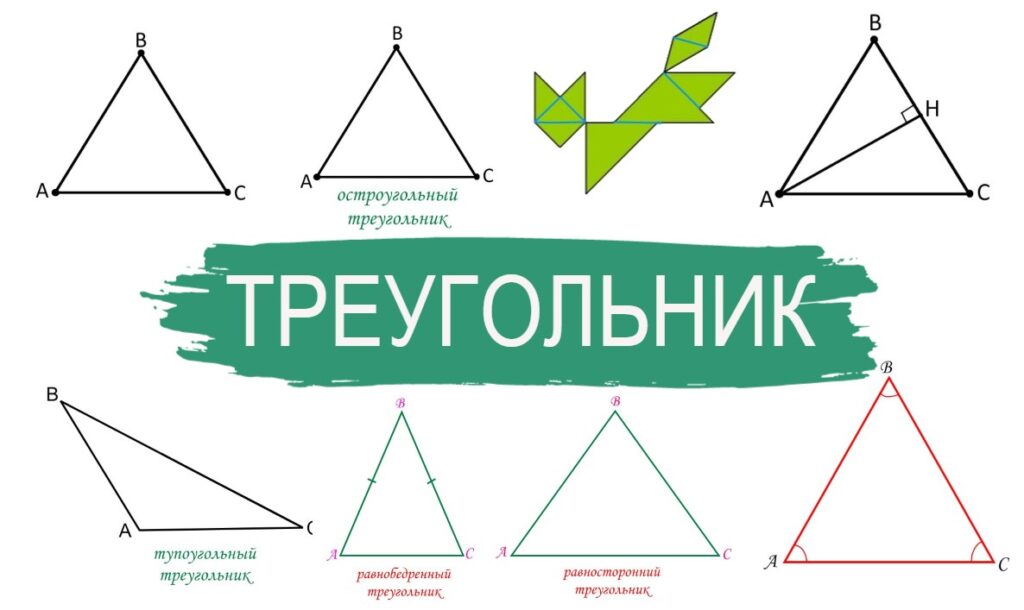 B
A
C
B
A
C
остроугольный
треугольник
B
H
A
C
ТРЕУГОЛЬНИК
B
A
тупоугольный
треугольник
B
A
C
равнобедренный
треугольник
B
A
C
равносторонний
треугольник
B
A
C